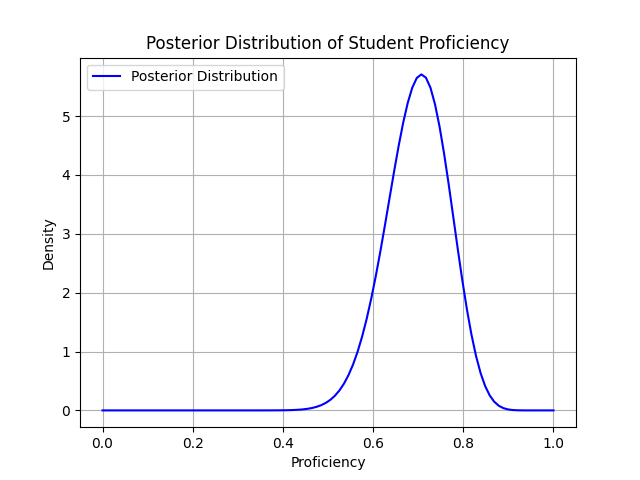 Posterior Distribution of Student Proficiency
Posterior Distribution
5
4
3
2
1
0
Density
0.0 0.2 0.4 0.6 0.8 1.0
Proficiency